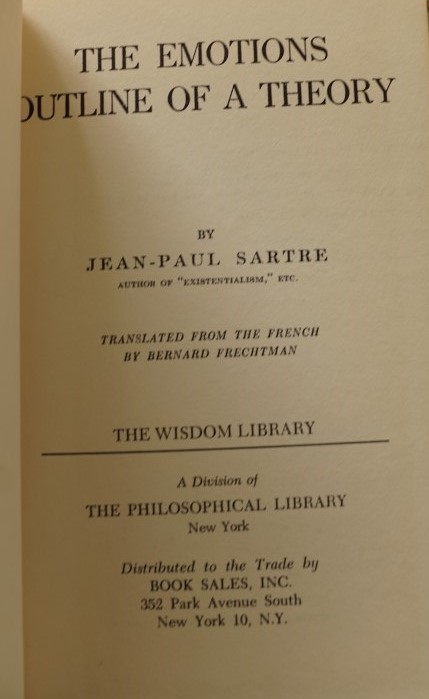 THE EMOTIONS
OUTLINE OF A THEORY
BY
JEAN-PAUL SARTRE
AUTHOR OF "EXISTENTIALISM," ETC.
TRANSLATED FROM THE FRENCH
BY BERNARD FRECHTMAN
THE WISDOM LIBRARY
A Division of
THE PHILOSOPHICAL LIBRARY
New York
Distributed to the Trade by
BOOK SALES, INC.
352 Park Avenue South
New York 10, N.Y.